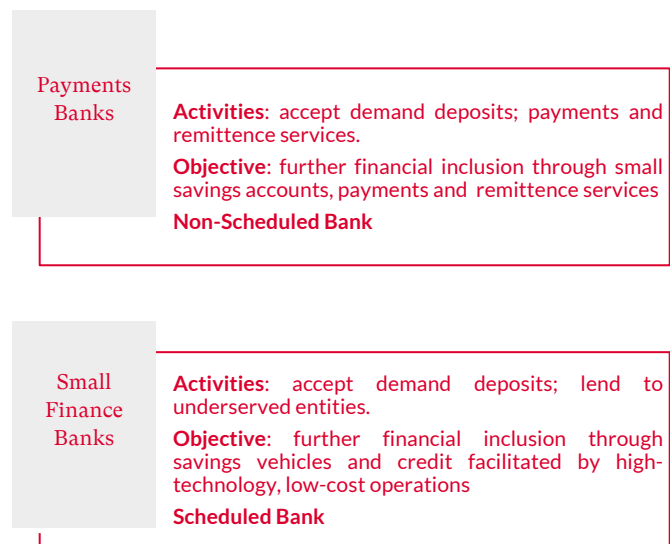 Payments
Banks
Activities: accept demand deposits; payments and
remittence services.
Objective: further financial inclusion through small
savings accounts, payments and remittence services
Non-Scheduled Bank
Small
Finance
Banks
Activities: accept demand deposits; lend to
underserved entities.
Objective: further financial inclusion through
savings vehicles and credit facilitated by high-
technology, low-cost operations
Scheduled Bank